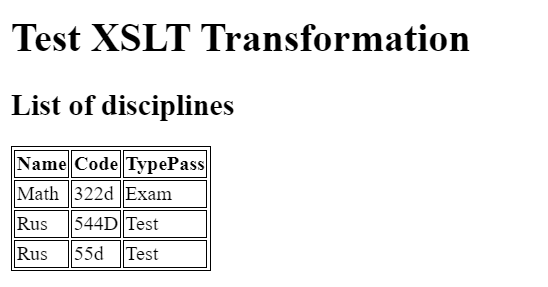 Test XSLT Transformation
List of disciplines
Name Code TypePass
Math 322d Exam
Rus 544D Test
Rus 55d Test